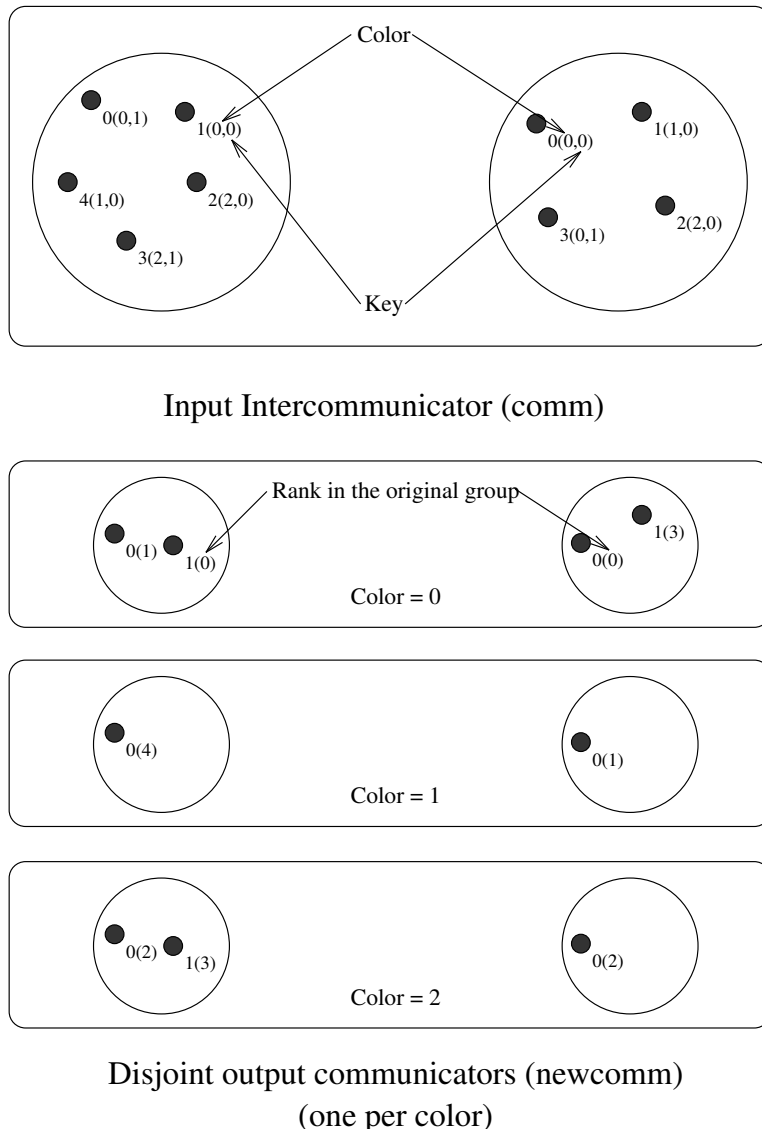 Color
0(0,1)
1(0,0)
4(1,0)
2(2,0)
3(2,1)
0(0,0)
1(1,0)
3(0,1)
2(2,0)
Key
Input Intercommunicator (comm)
Rank in the original group
0(1)
1(0)
0(0)
1(3)
Color = 0
0(4)
0(1)
Color = 1
0(2)
1(3)
0(2)
Color = 2
Disjoint output communicators (newcomm)
(one per color)